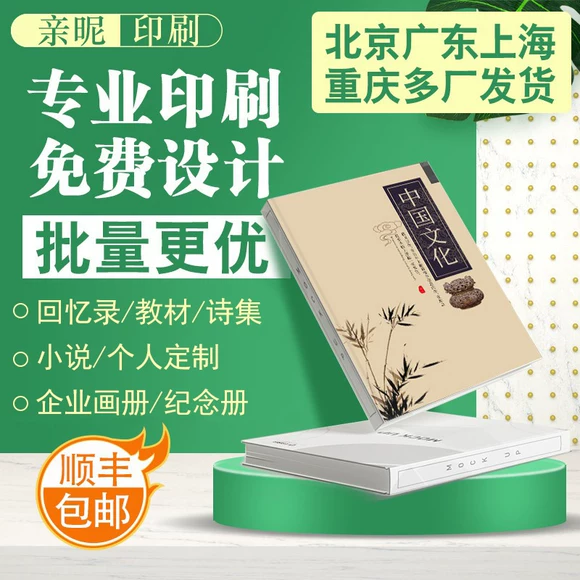 亲昵 印刷
北京广东上海
重庆多厂发货
专业印刷
免费设计
批量更优
回忆录/教材/诗集
小说/个人定制
企业画册/纪念册
顺丰
包邮
中国文化
MOCK UP